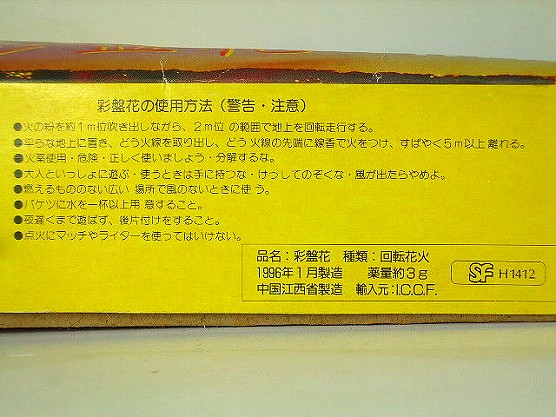 彩盤花の使用方法（警告・注意）
●火の粉を約1m位吹き出しながら、2m位 の範囲で地上を回転走行する。
●平らな地上に置き、どう火線を取り出し、どう 火線の先端に線香で火をつけ、すばやく5m以上 離れる。
●火薬使用・危険・正しく使いましょう・分解するな。
●大人といっしょに遊ぶ・使うときは手に持つな・けっしてのぞくな・風が出たらやめよ。
●燃えるもののない広い 場所で風のないときに使 う。
●バケツに水を一杯以上用 意すること。
●夜遅くまで遊ばず、後片付けをすること。
●点火にマッチやライターを使ってはいけない。
品名：彩盤花 種類：回転花火
1996年1月製造 薬量約3g
中国江西省製造 輸入元：I.C.C.F.
SF H1412